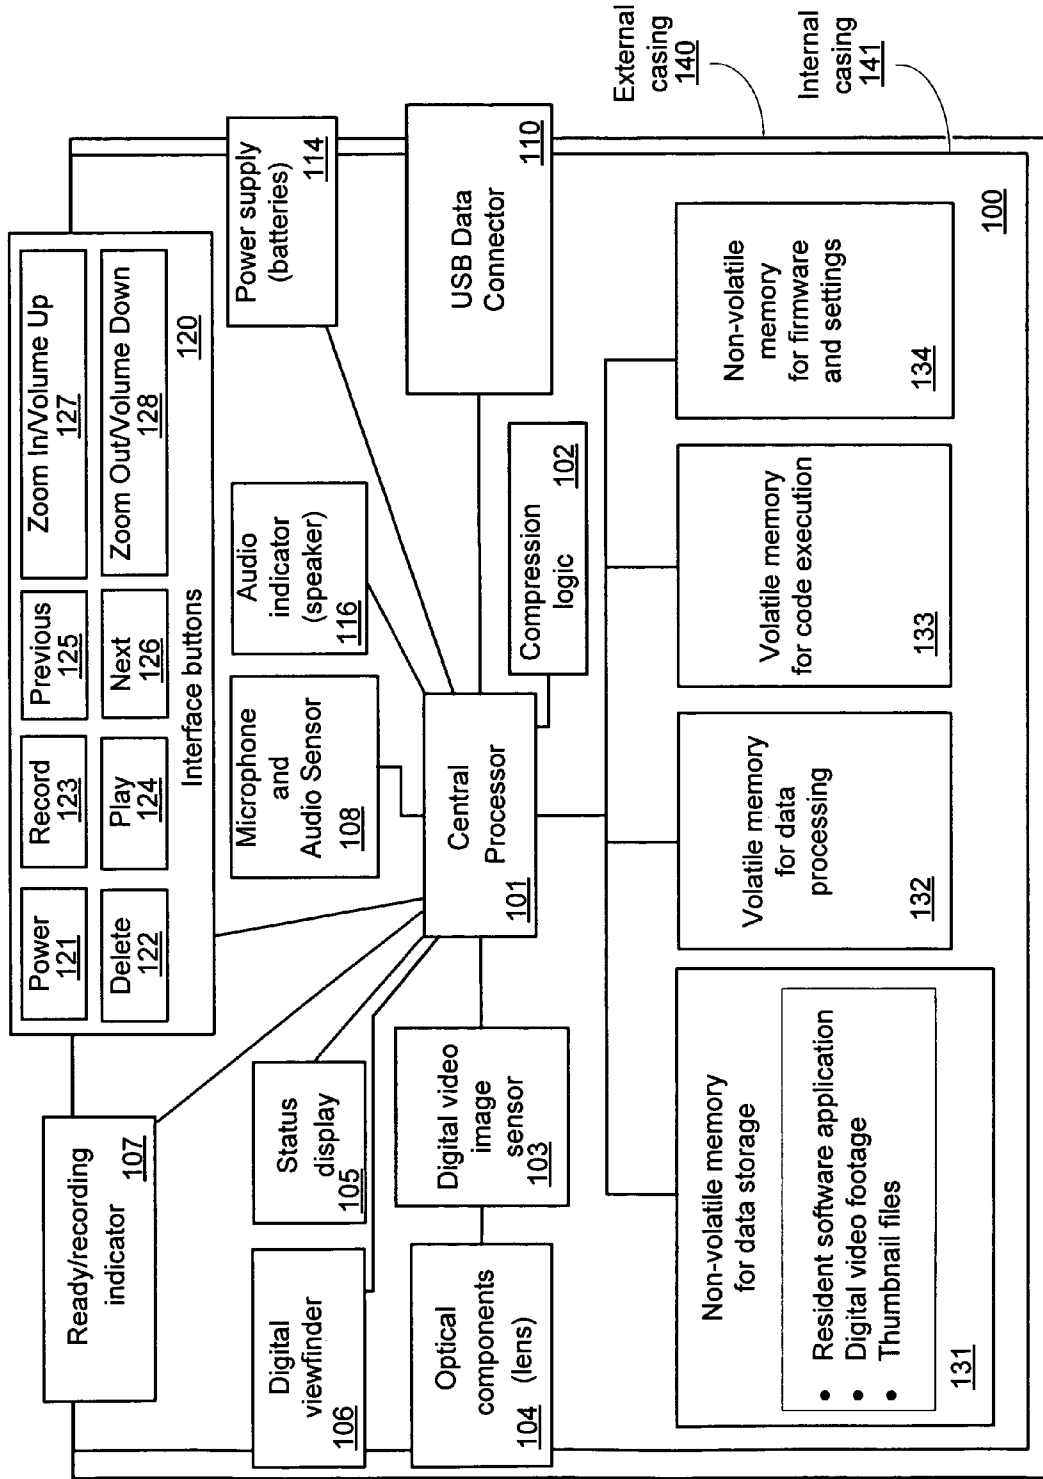 Ready/recording
indicator
107
Power
121
Record
123
Previous
125
Zoom In/Volume Up
127
Delete
122
Play
124
Next
126
Zoom Out/Volume Down
128
Interface buttons
120
Digital
viewfinder
106
Status
display
105
Microphone
and
Audio Sensor
108
Audio
indicator
(speaker)
116
Power supply
(batteries)
114
Optical
components
(lens)
104
Digital video
image
sensor
103
Central
Processor
101
Compression
logic
102
USB Data
Connector
110
External
casing
140
Internal
casing
141
Non-volatile memory
for data storage
• Resident software application
• Digital video footage
• Thumbnail files
131
Volatile memory
for data
processing
132
Volatile memory
for code execution
133
Non-volatile
memory
for firmware
and settings
134
100